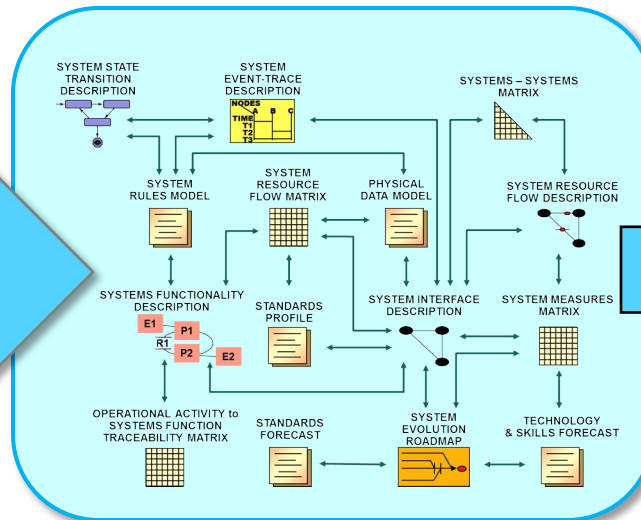 SYSTEM STATE
TRANSITION
DESCRIPTION
SYSTEM
EVENT-TRACE
DESCRIPTION
NODES
A B C
TIME
T1
T2
T3
SYSTEMS – SYSTEMS
MATRIX
SYSTEM
RULES MODEL
SYSTEM
RESOURCE
FLOW MATRIX
PHYSICAL
DATA MODEL
SYSTEM RESOURCE
FLOW DESCRIPTION
SYSTEMS FUNCTIONALITY
DESCRIPTION
E1
P1
R1
P2
E2
STANDARDS
PROFILE
SYSTEM INTERFACE
DESCRIPTION
SYSTEM MEASURES
MATRIX
OPERATIONAL ACTIVITY to
SYSTEMS FUNCTION
TRACEABILITY MATRIX
STANDARDS
FORECAST
SYSTEM
EVOLUTION
ROADMAP
TECHNOLOGY
& SKILLS FORECAST